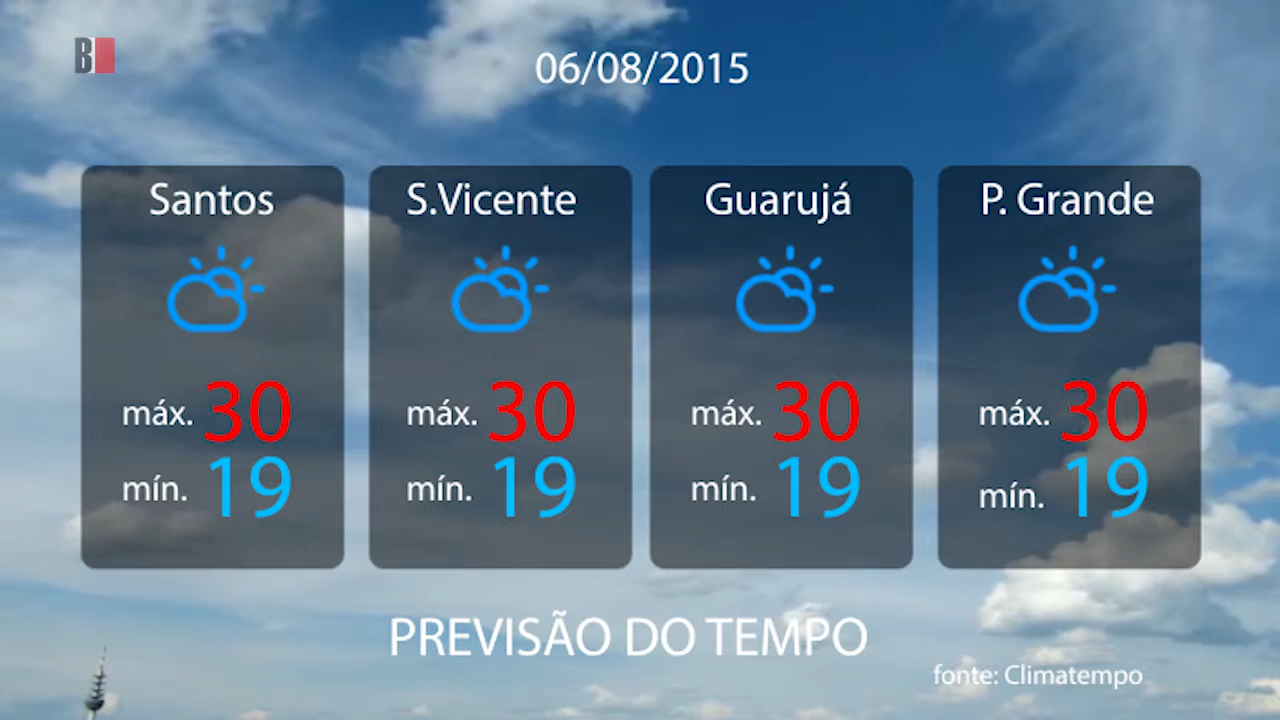 B
06/08/2015
Santos
máx. 30
mín. 19
S.Vicente
máx. 30
mín. 19
Guarujá
máx. 30
mín. 19
P. Grande
máx. 30
mín. 19
PREVISÃO DO TEMPO
fonte: Climatempo